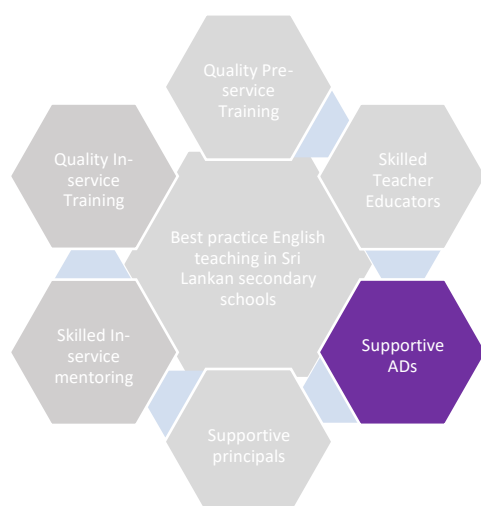 Quality Pre-
service
Training
Skilled
Teacher
Educators
Supportive
ADs
Supportive
principals
Skilled In-
service
mentoring
Quality In-
service
Training
Best practice English
teaching in Sri
Lankan secondary
schools